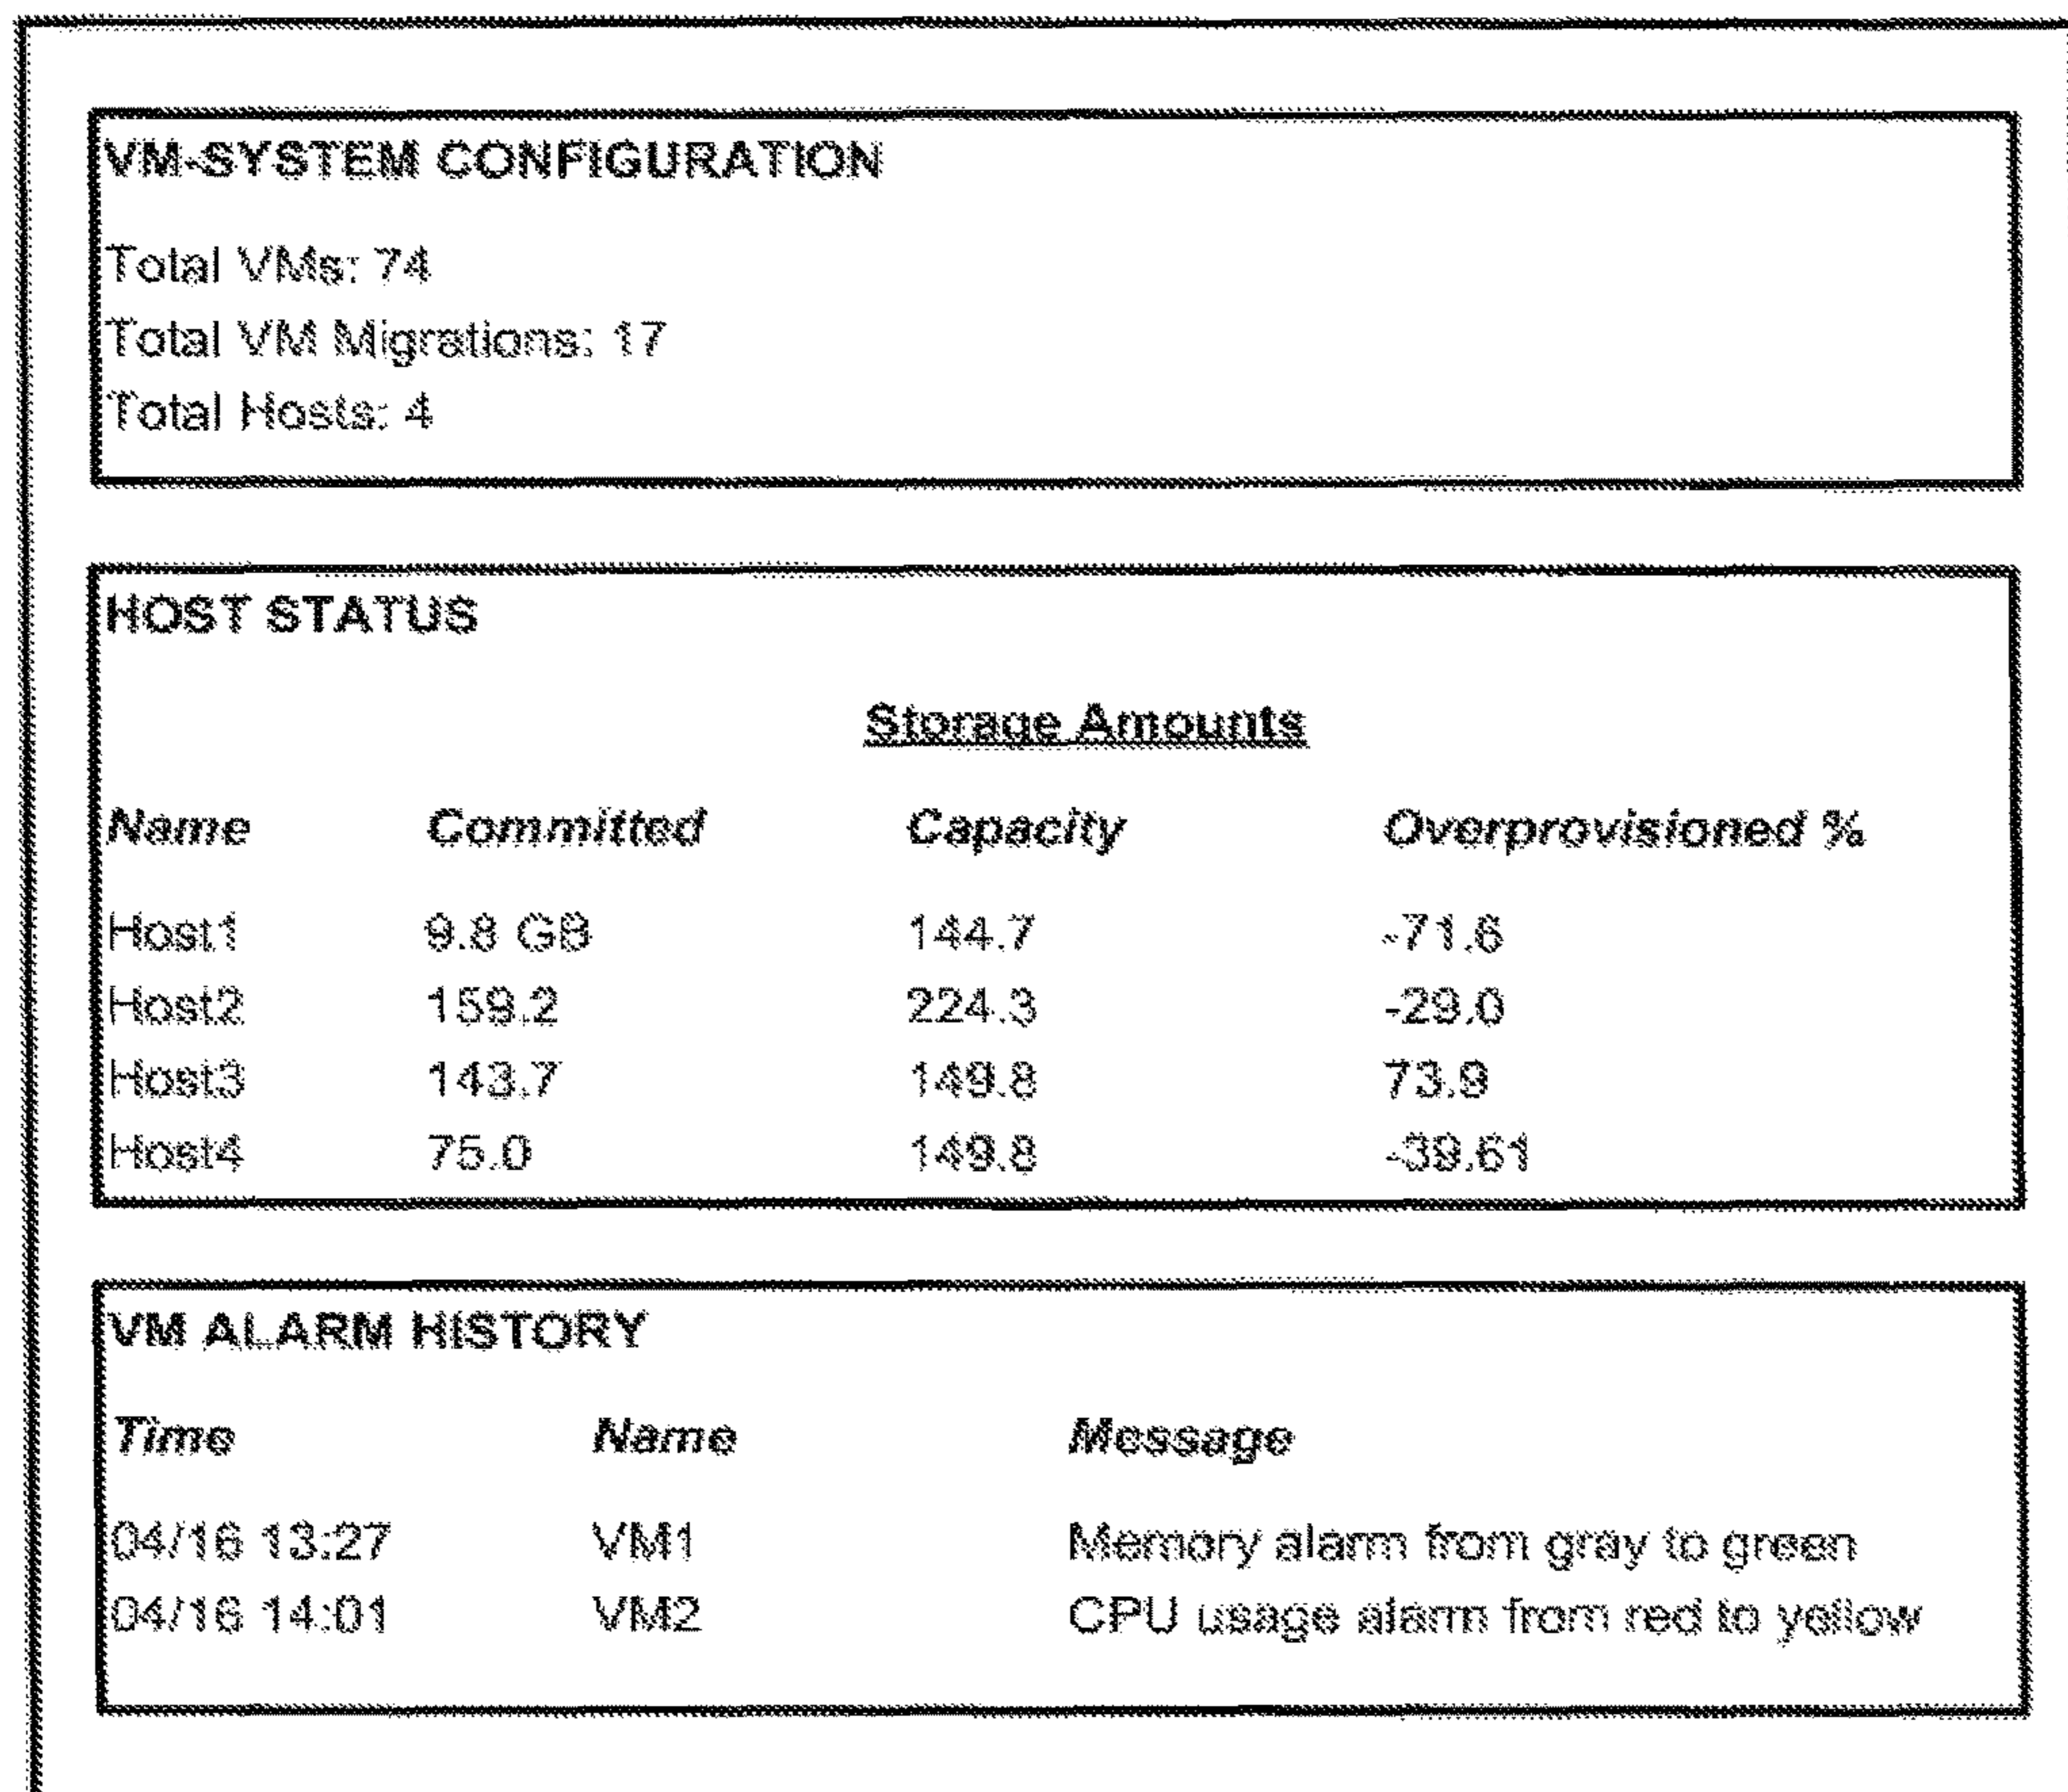 VM-SYSTEM CONFIGURATION
Total VMs: 74
Total VM Migrations: 17
Total Hosts: 4
HOST STATUS
Storage Amounts
Name Committed Capacity Overprovisioned %
Host1 9.8 GB 144.7 -71.6
Host2 159.2 224.3 -29.0
Host3 143.7 149.8 73.9
Host4 75.0 149.8 -39.61
VM ALARM HISTORY
Time Name Message
04/16 13:27 VM1 Memory alarm from gray to green
04/16 14:01 VM2 CPU usage alarm from red to yellow